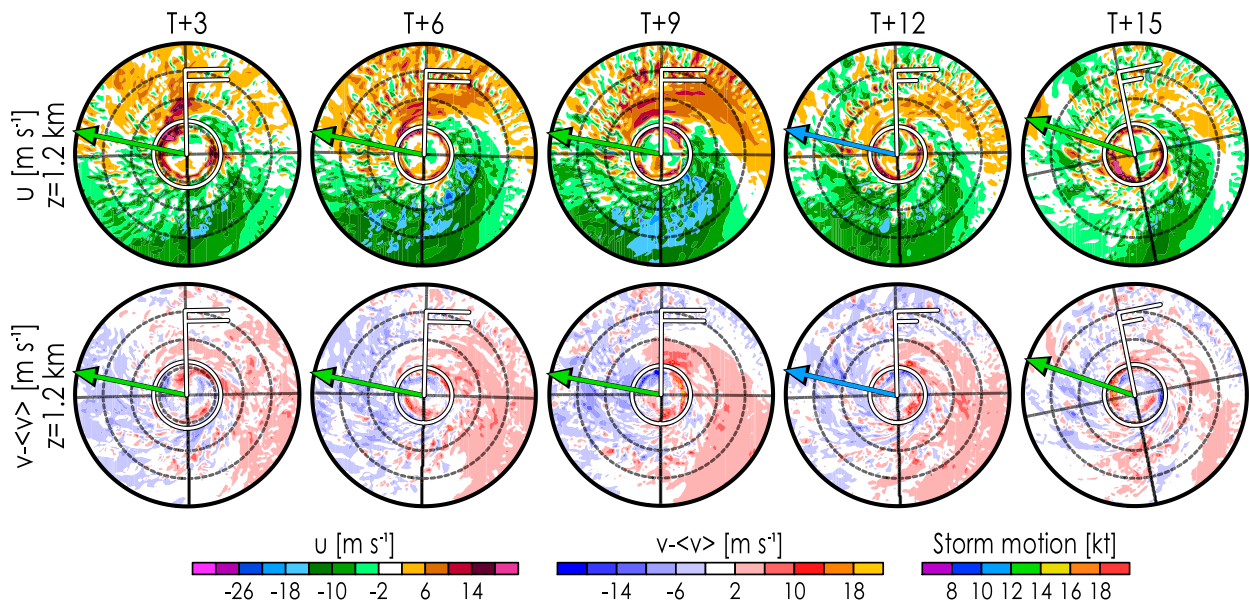 T+3 T+6 T+9 T+12 T+15
u [m s⁻¹]
z=1.2 km
v-<v> [m s⁻¹]
z=1.2 km
u [m s⁻¹] v-<v> [m s⁻¹] Storm motion [kt]
-26 -18 -10 -2 6 14 -14 -6 2 10 18 8 10 12 14 16 18